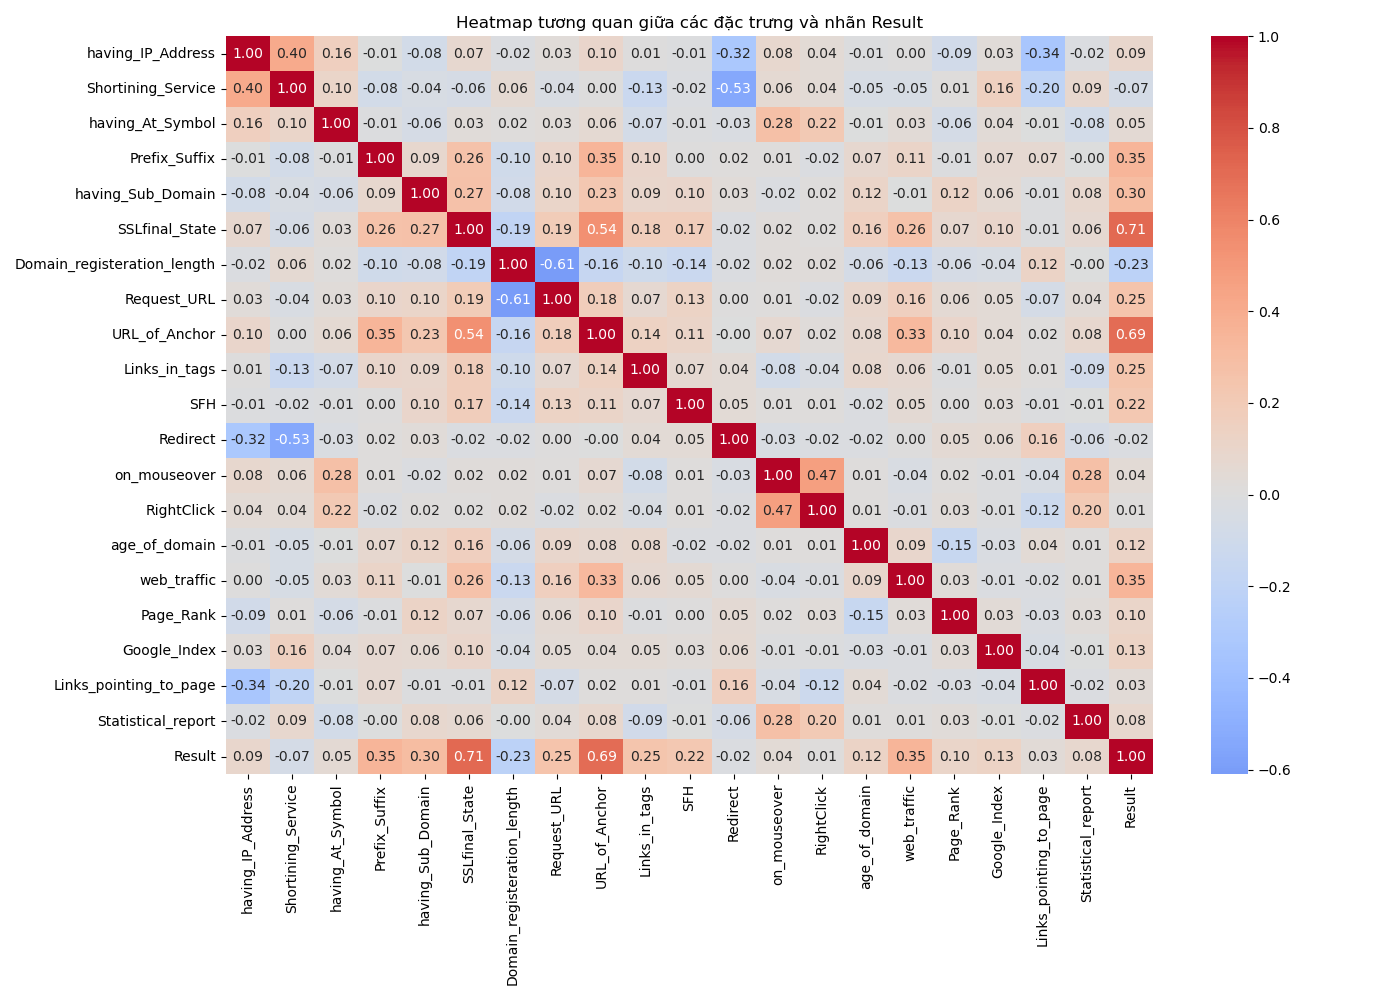 Heatmap tương quan giữa các đặc trưng và nhãn Result
having_IP_Address 1.00 0.40 0.16 -0.01 -0.08 0.07 -0.02 0.03 0.10 0.01 -0.01 -0.32 0.08 0.04 -0.01 0.00 -0.09 0.03 -0.34 -0.02 0.09
Shortining_Service 0.40 1.00 0.10 -0.08 -0.04 -0.06 0.06 -0.04 0.00 -0.13 -0.02 -0.53 0.06 0.04 -0.05 -0.05 0.01 0.16 -0.20 0.09 -0.07
having_At_Symbol 0.16 0.10 1.00 -0.01 -0.06 0.03 0.02 0.03 0.06 -0.07 -0.01 -0.03 0.28 0.22 -0.01 0.03 -0.06 0.04 -0.01 -0.08 0.05
Prefix_Suffix -0.01 -0.08 -0.01 1.00 0.09 0.26 -0.10 0.10 0.35 0.10 0.00 0.02 0.01 -0.02 0.07 0.11 -0.01 0.07 0.07 -0.00 0.35
having_Sub_Domain -0.08 -0.04 -0.06 0.09 1.00 0.27 -0.08 0.10 0.23 0.09 0.10 0.03 -0.02 0.02 0.12 -0.01 0.12 0.06 -0.01 0.08 0.30
SSLfinal_State 0.07 -0.06 0.03 0.26 0.27 1.00 -0.19 0.19 0.54 0.18 0.17 -0.02 0.02 0.02 0.16 0.26 0.07 0.10 -0.01 0.06 0.71
Domain_registeration_length -0.02 0.06 0.02 -0.10 -0.08 -0.19 1.00 -0.61 -0.16 -0.10 -0.14 -0.02 0.02 0.02 -0.06 -0.13 -0.06 -0.04 0.12 -0.00 -0.23
Request_URL 0.03 -0.04 0.03 0.10 0.10 0.19 -0.61 1.00 0.18 0.07 0.13 0.00 0.01 -0.02 0.09 0.16 0.06 0.05 -0.07 0.04 0.25
URL_of_Anchor 0.10 0.00 0.06 0.35 0.23 0.54 -0.16 0.18 1.00 0.14 0.11 -0.00 0.07 0.02 0.08 0.33 0.10 0.04 0.02 0.08 0.69
Links_in_tags 0.01 -0.13 -0.07 0.10 0.09 0.18 -0.10 0.07 0.14 1.00 0.07 0.04 -0.08 -0.04 0.08 0.06 -0.01 0.05 0.01 -0.09 0.25
SFH -0.01 -0.02 -0.01 0.00 0.10 0.17 -0.14 0.13 0.11 0.07 1.00 0.05 0.01 0.01 -0.02 0.05 0.00 0.03 -0.01 -0.01 0.22
Redirect -0.32 -0.53 -0.03 0.02 0.03 -0.02 -0.02 0.00 -0.00 0.04 0.05 1.00 -0.03 -0.02 -0.02 0.00 0.05 0.06 0.16 -0.06 -0.02
on_mouseover 0.08 0.06 0.28 0.01 -0.02 0.02 0.02 0.01 0.07 -0.08 0.01 -0.03 1.00 0.47 0.01 -0.04 0.02 -0.01 -0.04 0.28 0.04
RightClick 0.04 0.04 0.22 -0.02 0.02 0.02 0.02 -0.02 0.02 -0.04 0.01 -0.02 0.47 1.00 0.01 -0.01 0.03 -0.01 -0.12 0.20 0.01
age_of_domain -0.01 -0.05 -0.01 0.07 0.12 0.16 -0.06 0.09 0.08 0.08 -0.02 -0.02 0.01 0.01 1.00 0.09 -0.15 -0.03 0.04 0.01 0.12
web_traffic 0.00 -0.05 0.03 0.11 -0.01 0.26 -0.13 0.16 0.33 0.06 0.05 0.00 -0.04 -0.01 0.09 1.00 0.03 -0.01 -0.02 0.01 0.35
Page_Rank -0.09 0.01 -0.06 -0.01 0.12 0.07 -0.06 0.06 0.10 -0.01 0.00 0.05 0.02 0.03 -0.15 0.03 1.00 0.03 -0.03 0.03 0.10
Google_Index 0.03 0.16 0.04 0.07 0.06 0.10 -0.04 0.05 0.04 0.05 0.03 0.06 -0.01 -0.01 -0.03 -0.01 0.03 1.00 -0.04 -0.01 0.13
Links_pointing_to_page -0.34 -0.20 -0.01 0.07 -0.01 -0.01 0.12 -0.07 0.02 0.01 -0.01 0.16 -0.04 -0.12 0.04 -0.02 -0.03 -0.04 1.00 -0.02 0.03
Statistical_report -0.02 0.09 -0.08 -0.00 0.08 0.06 -0.00 0.04 0.08 -0.09 -0.01 -0.06 0.28 0.20 0.01 0.01 0.03 -0.01 -0.02 1.00 0.08
Result 0.09 -0.07 0.05 0.35 0.30 0.71 -0.23 0.25 0.69 0.25 0.22 -0.02 0.04 0.01 0.12 0.35 0.10 0.13 0.03 0.08 1.00
having_IP_Address
Shortining_Service
having_At_Symbol
Prefix_Suffix
having_Sub_Domain
SSLfinal_State
Domain_registeration_length
Request_URL
URL_of_Anchor
Links_in_tags
SFH
Redirect
on_mouseover
RightClick
age_of_domain
web_traffic
Page_Rank
Google_Index
Links_pointing_to_page
Statistical_report
Result
1.0
0.8
0.6
0.4
0.2
0.0
−0.2
−0.4
−0.6